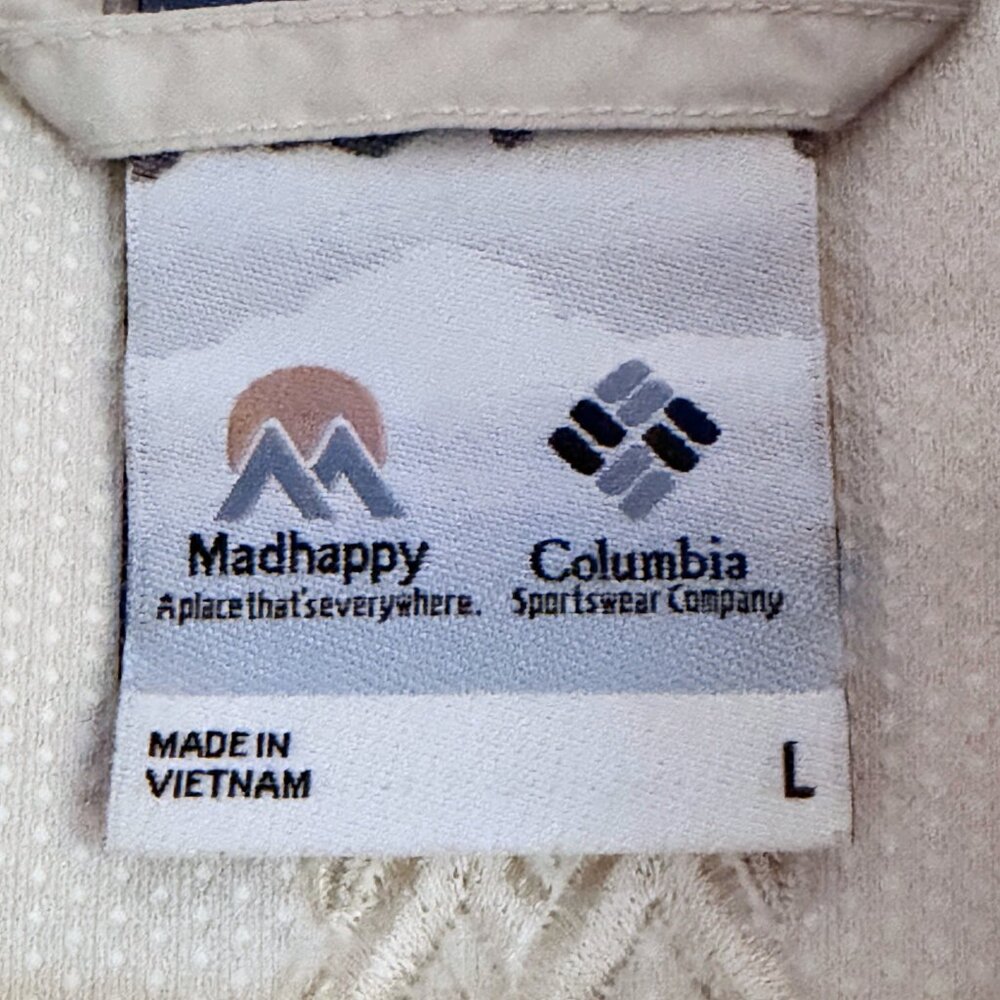 Madhappy
A place that's everywhere.
Columbia
Sportswear Company
MADE IN
VIETNAM
L